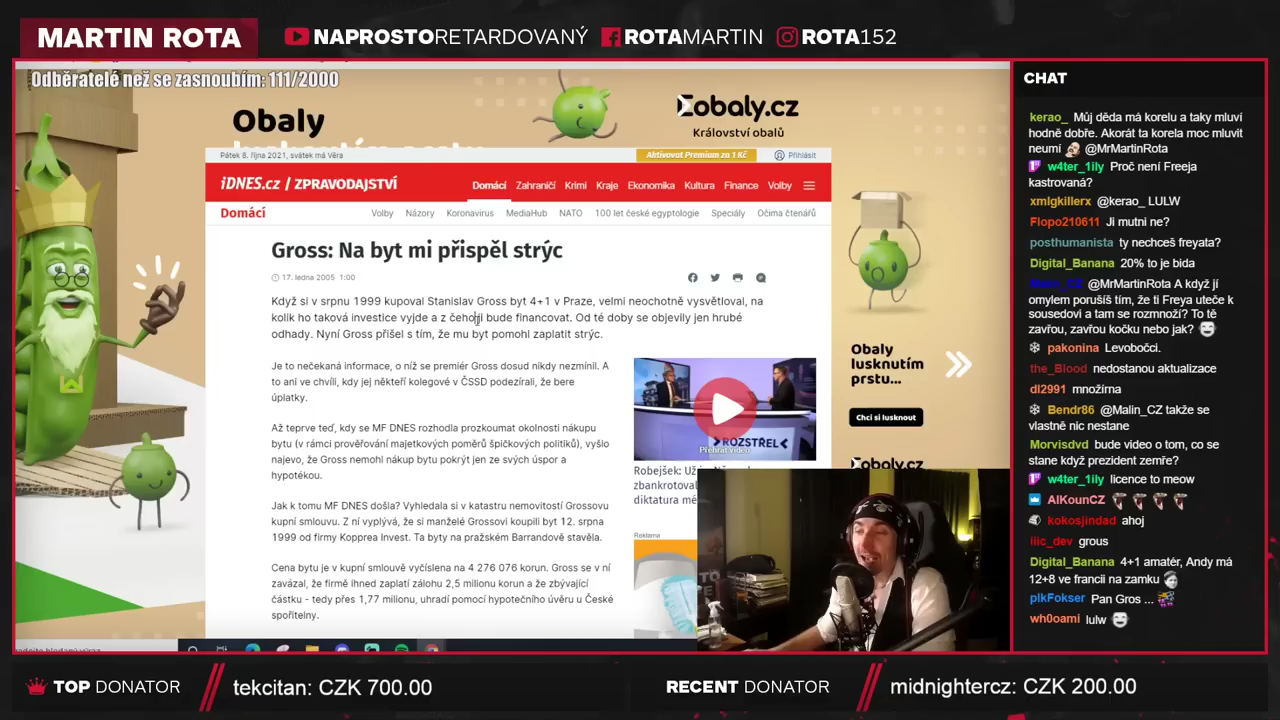 MARTIN ROTA
NAPROSTORETARDOVANÝ
ROTAMARTIN
ROTA152
Odběratelé než se zasnoubím: 111/2000
Obaly
Eobaly.cz
Království obalů
Pátek 8. října 2021, svátek má Věra
Aktivovat Premium za 1 Kč
Přihlásit
iDNES.cz / ZPRAVODAJSTVÍ
Domácí Zahraničí Krimi Kraje Ekonomika Kultura Finance Volby
Domácí
Volby Názory Koronavirus MediaHub NATO 100 let české egyptologie Speciály Očima čtenářů
Gross: Na byt mi přispěl strýc
17. ledna 2005 1:00
Když si v srpnu 1999 kupoval Stanislav Gross byt 4+1 v Praze, velmi neochotně vysvětloval, na
kolik ho taková investice vyjde a z čeho ji bude financovat. Od té doby se objevily jen hrubé
odhady. Nyní Gross přišel s tím, že mu byt pomohl zaplatit strýc.
Je to nečekaná informace, o níž se premiér Gross dosud nikdy nezmínil. A
to ani ve chvíli, kdy jej někteří kolegové v ČSSD podezírali, že bere
úplatky.
Až teprve teď, kdy se MF DNES rozhodla prozkoumat okolnosti nákupu
bytu (v rámci prověřování majetkových poměrů špičkových politiků), vyšlo
najevo, že Gross nemohl nákup bytu pokrýt jen ze svých úspor a
hypotékou.
Jak k tomu MF DNES došla? Vyhledala si v katastru nemovitostí Grossovu
kupní smlouvu. Z ní vyplývá, že si manželé Grossovi koupili byt 12. srpna
1999 od firmy Kopprea Invest. Ta byty na pražském Barrandově stavěla.
Cena bytu je v kupní smlouvě vyčíslena na 4 276 076 korun. Gross se v ní
zavázal, že firmě ihned zaplatí zálohu 2,5 milionu korun a že zbývající
částku - tedy přes 1,77 milionu, uhradí pomocí hypotečního úvěru u České
spořitelny.
ROZSTŘEL
Přehrát video
Robejšek:
zbankrotoval
diktatura
Reklama
Obaly
lusknutím
prstu...
Chci si lusknout
Eobaly.cz
CHAT
kerao_ Můj děda má korelu a taky mluví
hodně dobře. Akorát ta korela moc mluvit
neumí @MrMartinRota
w4ter_1ily Proč není Freeja
kastrovaná?
xmlgkillerx @kerao_ LULW
Flopo210611 Ji mutni ne?
posthumanista ty nechceš freyata?
Digital_Banana 20% to je bida
@MrMartinRota A když jí
omylem porušíš tím, že ti Freya uteče k
sousedovi a tam se rozmnoží? To tě
zavřou, zavřou kočku nebo jak?
pakonina Levobočci.
the_Blood nedostanou aktualizace
dl2991 množírna
Bendr86 @Malin_CZ takže se
vlastně nic nestane
Morvisdvd bude video o tom, co se
stane když prezident zemře?
w4ter_1ily licence to meow
AlKounCZ
kokosjindad ahoj
iiic_dev grous
Digital_Banana 4+1 amatér, Andy má
12+8 ve francii na zamku
plkFokser Pan Gros ...
wh0oami lulw
TOP DONATOR
tekcitan: CZK 700.00
RECENT DONATOR
midnightercz: CZK 200.00